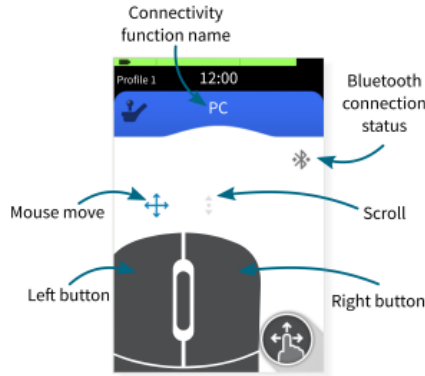 Connectivity
function name
Profile 1
12:00
PC
Bluetooth
connection
status
Mouse move
Scroll
Left button
Right button